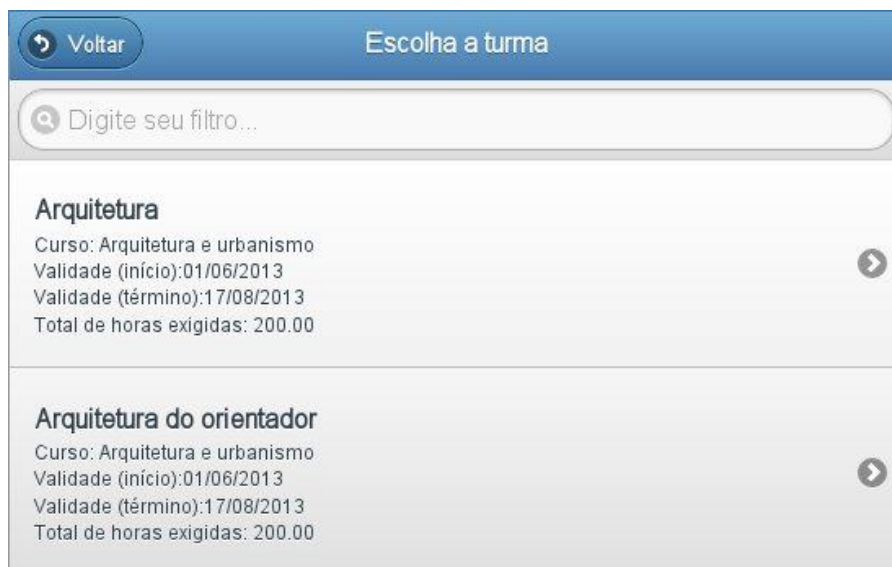 Voltar
Escolha a turma
Digite seu filtro...
Arquitetura
Curso: Arquitetura e urbanismo
Validade (início):01/06/2013
Validade (término):17/08/2013
Total de horas exigidas: 200.00
Arquitetura do orientador
Curso: Arquitetura e urbanismo
Validade (início):01/06/2013
Validade (término):17/08/2013
Total de horas exigidas: 200.00